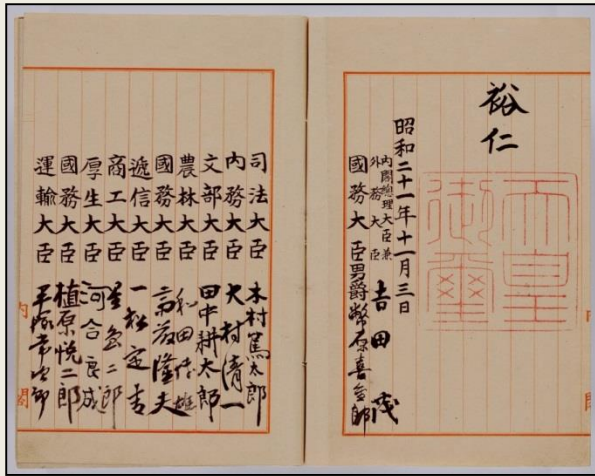 裕仁
天皇
御璽
昭和二十一年十一月三日
内閣總理大臣兼
外務大臣 吉田茂
國務大臣男爵幣原喜重郎
司法大臣 木村篤太郎
内務大臣 大村清一
文部大臣 田中耕太郎
農林大臣 和田博雄
國務大臣 斎藤隆夫
遞信大臣 一松定吉
商工大臣 星島二郎
厚生大臣 河合良成
國務大臣 植原悦二郎
運輸大臣 平塚常次郎
内閣